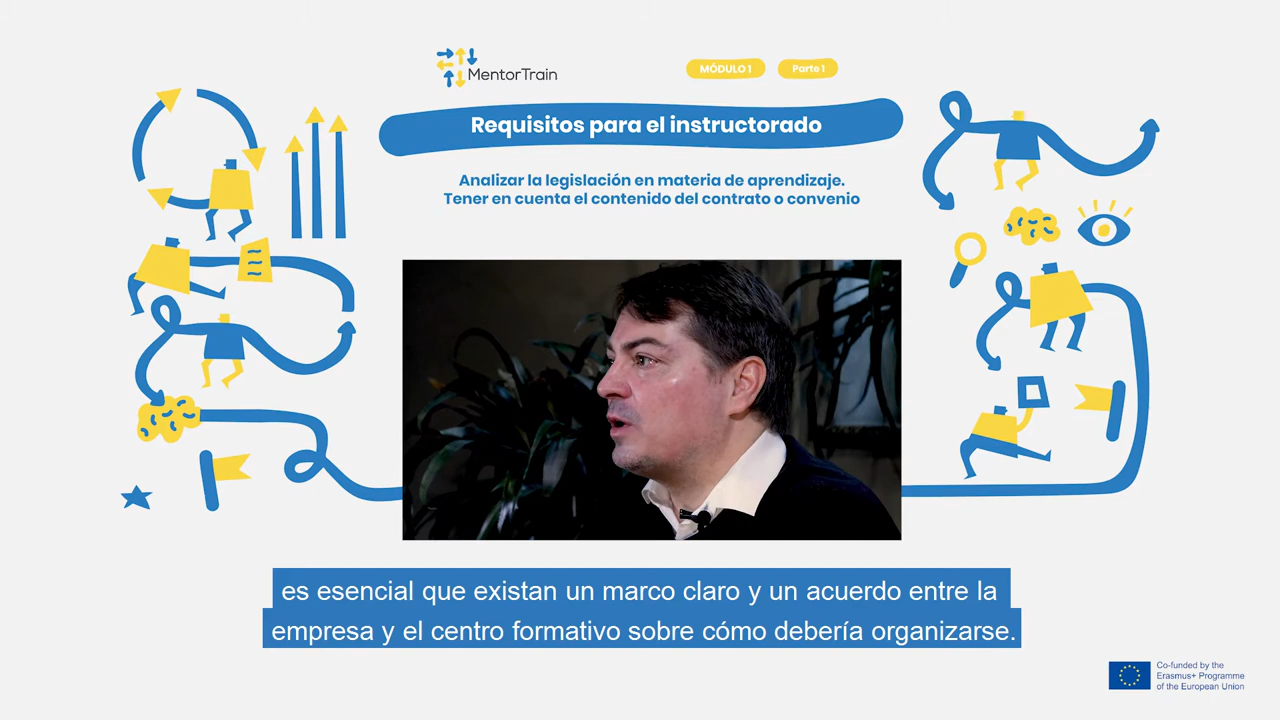 MentorTrain
MÓDULO 1
Parte 1
Requisitos para el instructorado
Analizar la legislación en materia de aprendizaje.
Tener en cuenta el contenido del contrato o convenio
es esencial que existan un marco claro y un acuerdo entre la
empresa y el centro formativo sobre cómo debería organizarse.
Co-funded by the
Erasmus+ Programme
of the European Union